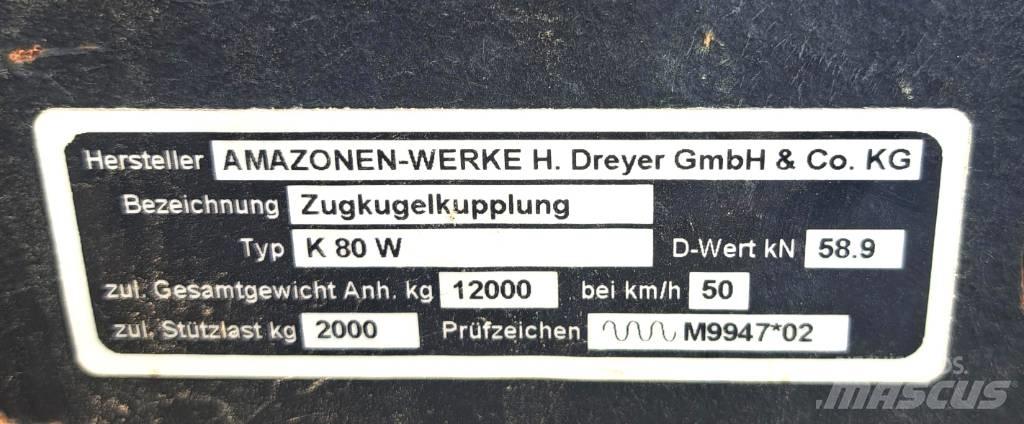 Hersteller AMAZONEN-WERKE H. Dreyer GmbH & Co. KG
Bezeichnung Zugkugelkupplung
Typ K 80 W D-Wert kN 58.9
zul. Gesamtgewicht Anh. kg 12000 bei km/h 50
zul. Stützlast kg 2000 Prüfzeichen M9947*02
MASCUS